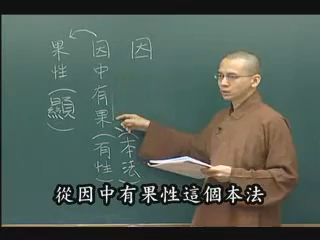 因
(本法)
因中有果(有性)
果性(顯)
從因中有果性這個本法